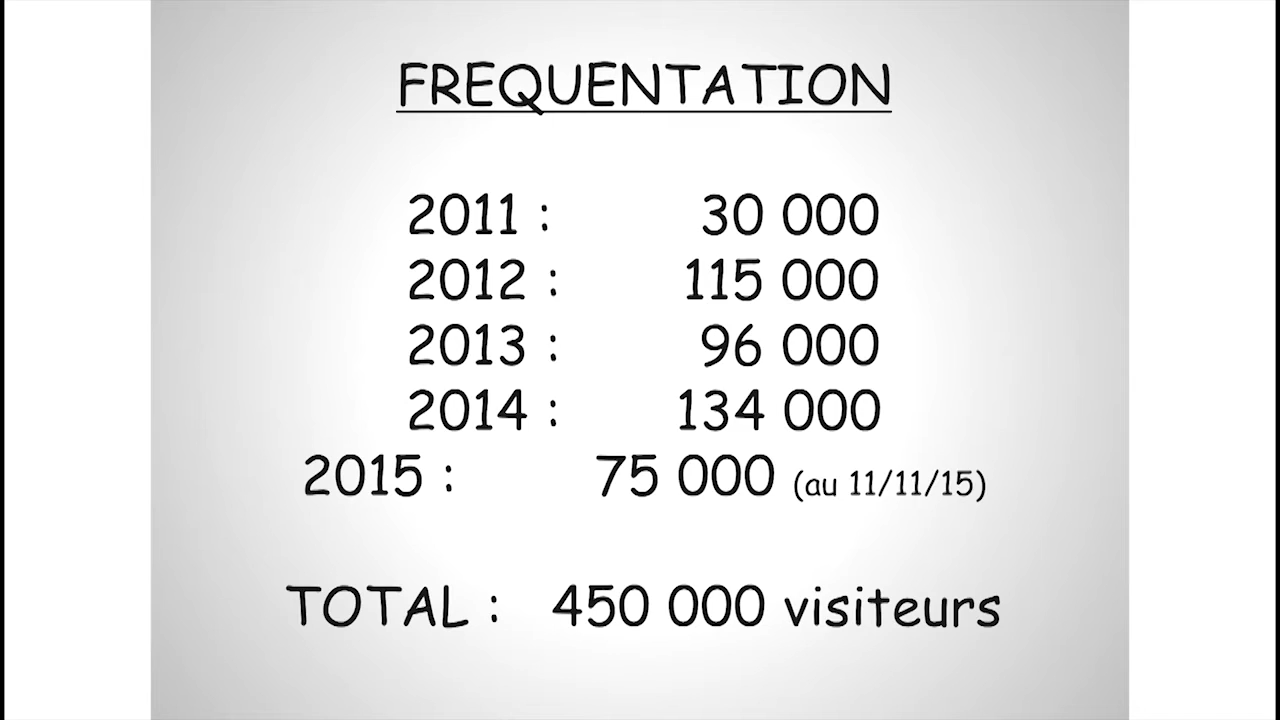 FREQUENTATION
2011 : 30 000
2012 : 115 000
2013 : 96 000
2014 : 134 000
2015 : 75 000 (au 11/11/15)
TOTAL : 450 000 visiteurs